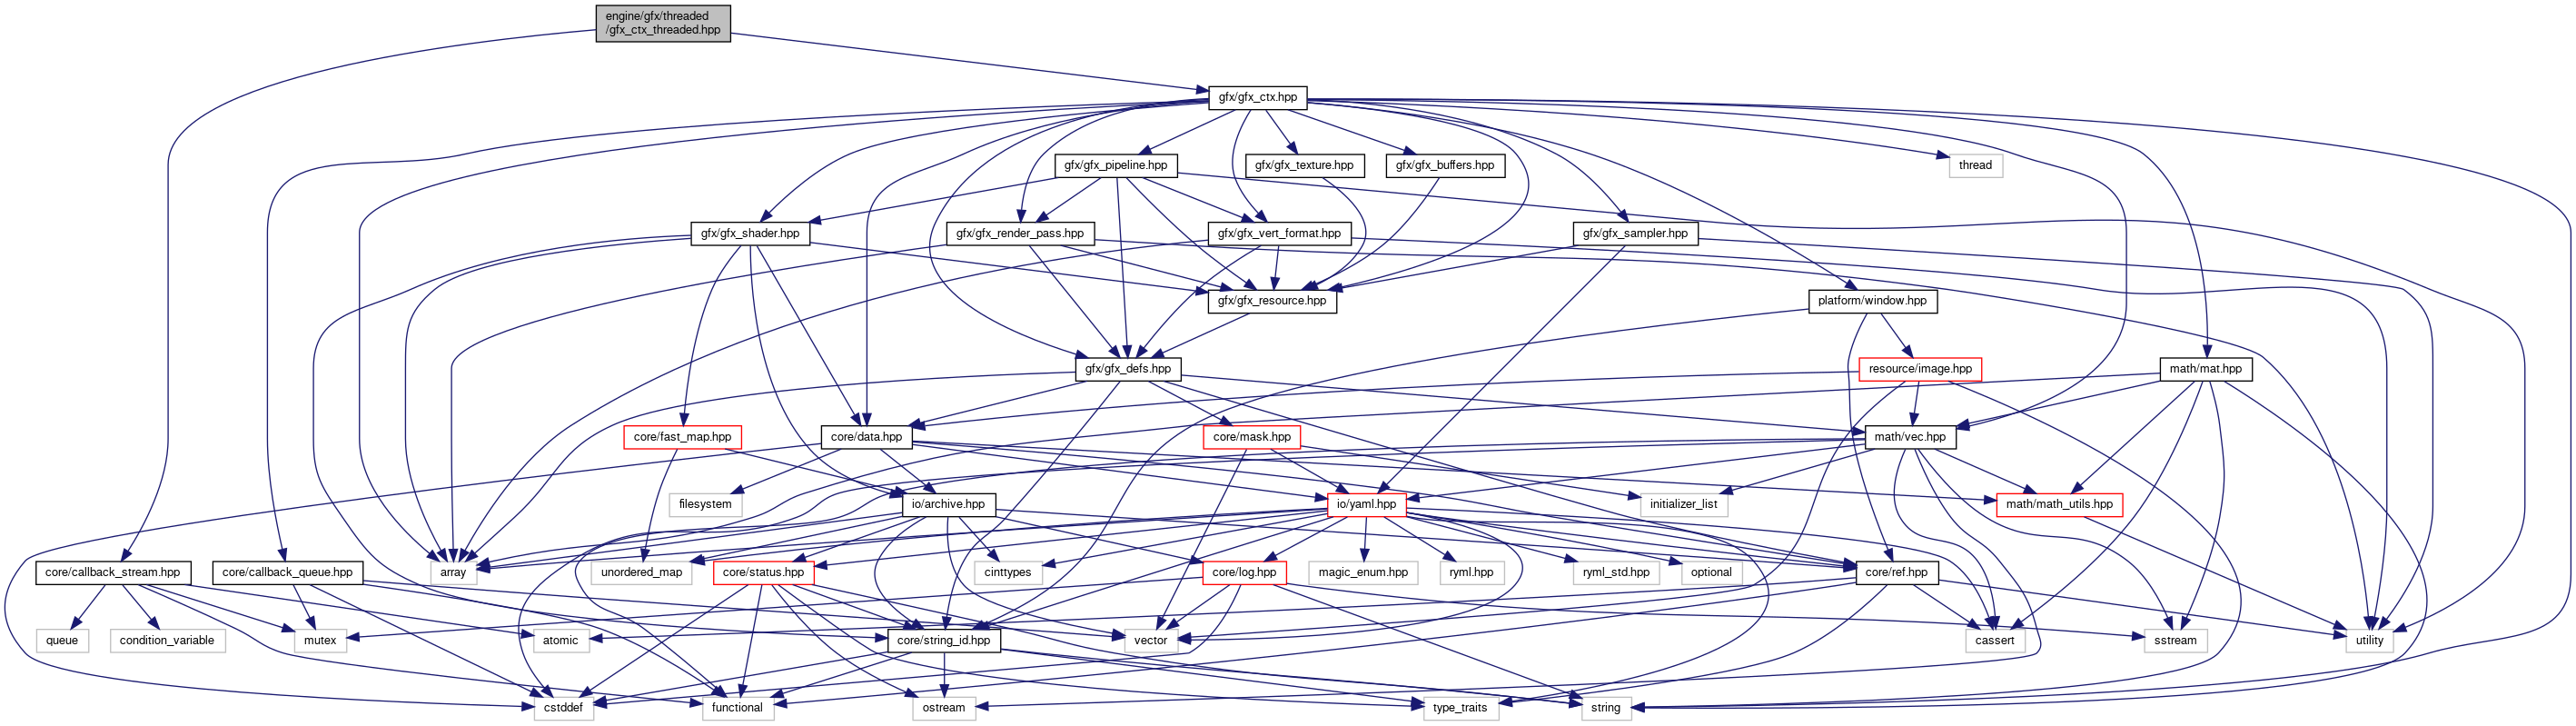 engine/gfx/threaded
/gfx_ctx_threaded.hpp
gfx/gfx_ctx.hpp
gfx/gfx_pipeline.hpp
gfx/gfx_texture.hpp
gfx/gfx_buffers.hpp
thread
gfx/gfx_shader.hpp
gfx/gfx_render_pass.hpp
gfx/gfx_vert_format.hpp
gfx/gfx_sampler.hpp
gfx/gfx_resource.hpp
platform/window.hpp
gfx/gfx_defs.hpp
resource/image.hpp
math/mat.hpp
core/fast_map.hpp
core/data.hpp
core/mask.hpp
math/vec.hpp
filesystem
io/archive.hpp
io/yaml.hpp
initializer_list
math/math_utils.hpp
core/callback_stream.hpp
core/callback_queue.hpp
array
unordered_map
core/status.hpp
cinttypes
core/log.hpp
magic_enum.hpp
ryml.hpp
ryml_std.hpp
optional
core/ref.hpp
queue
condition_variable
mutex
atomic
core/string_id.hpp
vector
cassert
sstream
utility
cstddef
functional
ostream
type_traits
string